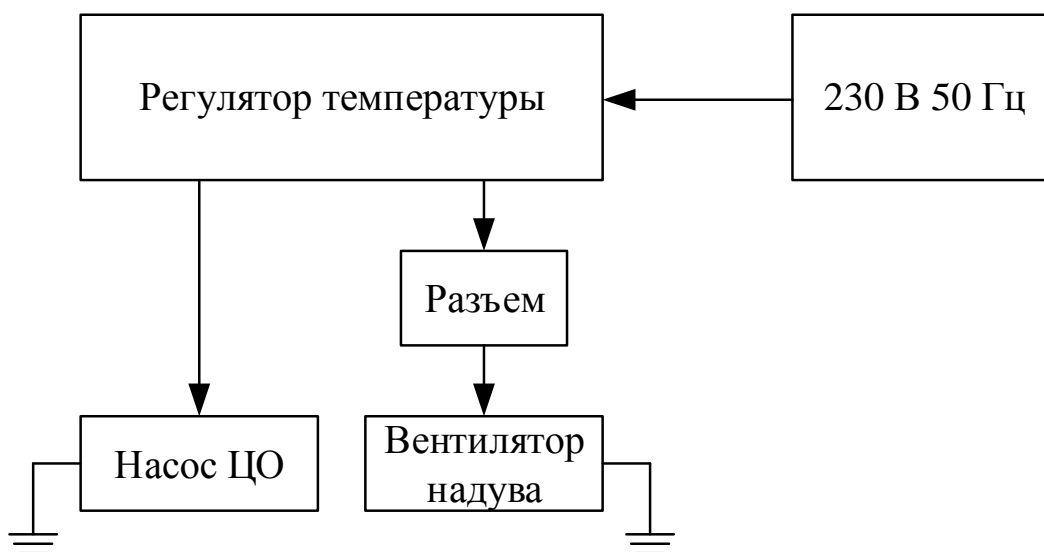 Регулятор температуры
230 В 50 Гц
Разъем
Насос ЦО
Вентилятор
надува